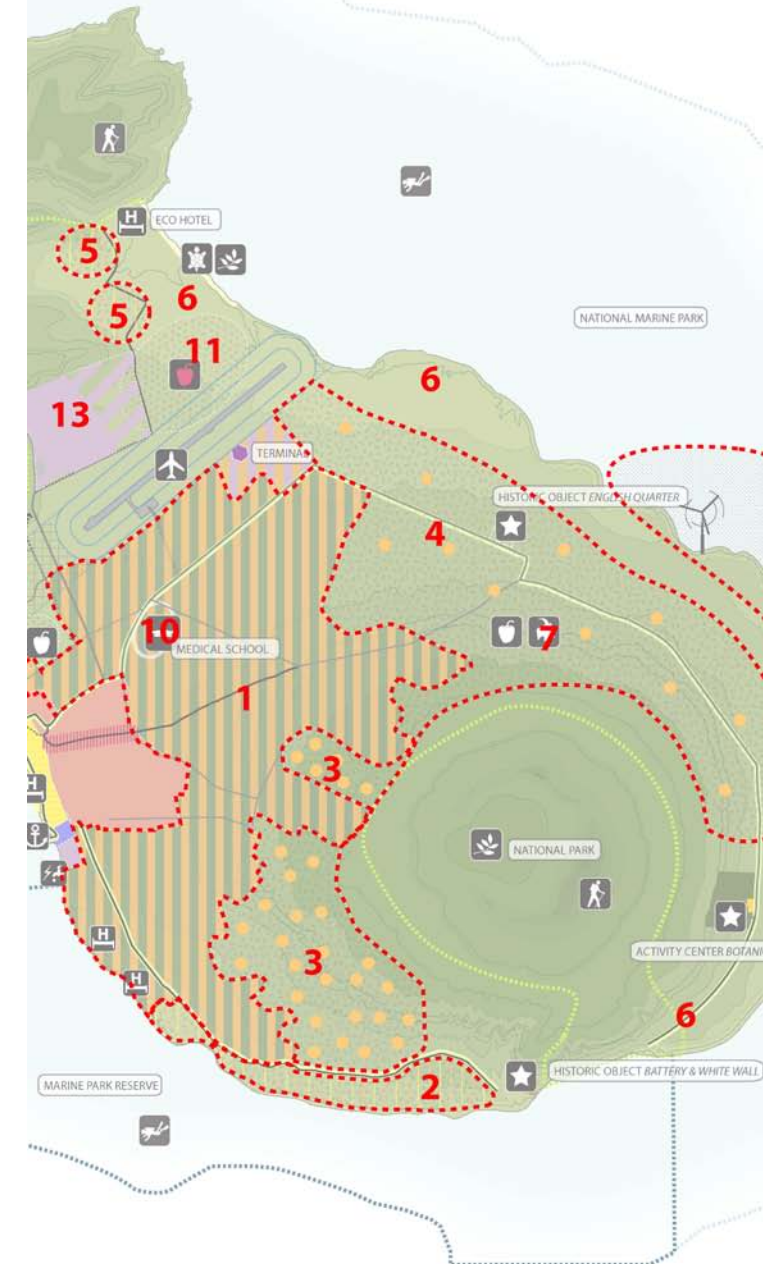 H
ECO HOTEL
5
6
5
NATIONAL MARINE PARK
11
6
13
TERMINAL
HISTORIC OBJECT ENGLISH QUARTER
4
10
7
MEDICAL SCHOOL
1
3
H
NATIONAL PARK
H
ACTIVITY CENTER BOTANI
3
H
6
HISTORIC OBJECT BATTERY & WHITE WALL
MARINE PARK RESERVE
2